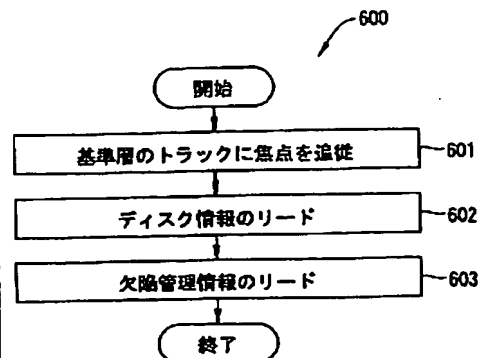 600
開始
基準層のトラックに焦点を追従
601
ディスク情報のリード
602
欠陥管理情報のリード
603
終了